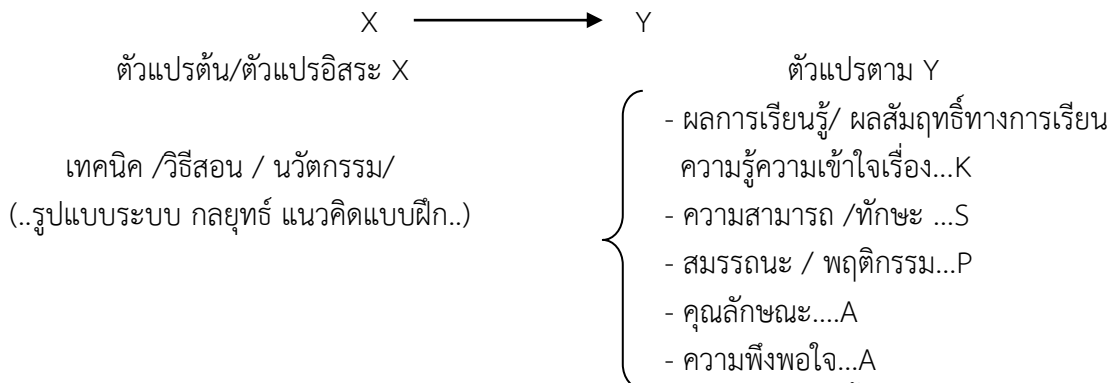 X Y
ตัวแปรต้น/ตัวแปรอิสระ X
ตัวแปรตาม Y
เทคนิค /วิธีสอน / นวัตกรรม/
(..รูปแบบระบบ กลยุทธ์ แนวคิดแบบฝึก..)
- ผลการเรียนรู้/ ผลสัมฤทธิ์ทางการเรียน
ความรู้ความเข้าใจเรื่อง...K
- ความสามารถ /ทักษะ ...S
- สมรรถนะ / พฤติกรรม...P
- คุณลักษณะ....A
- ความพึงพอใจ...A